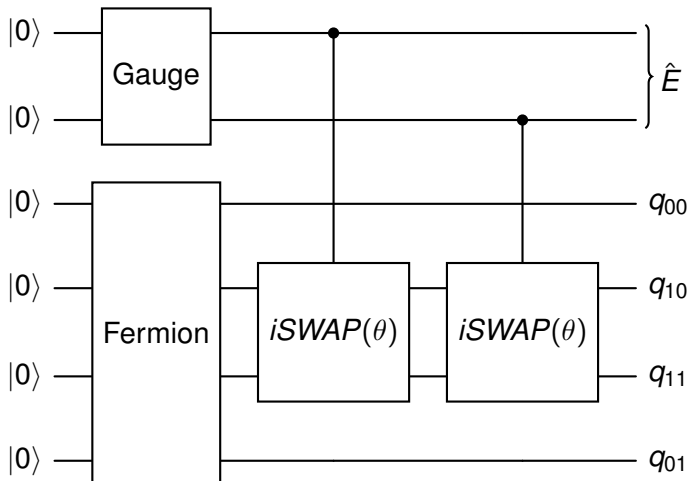 |0⟩
Gauge
|0⟩
Ê
|0⟩
q₀₀
|0⟩
iSWAP(θ)
iSWAP(θ)
q₁₀
Fermion
|0⟩
q₁₁
|0⟩
q₀₁